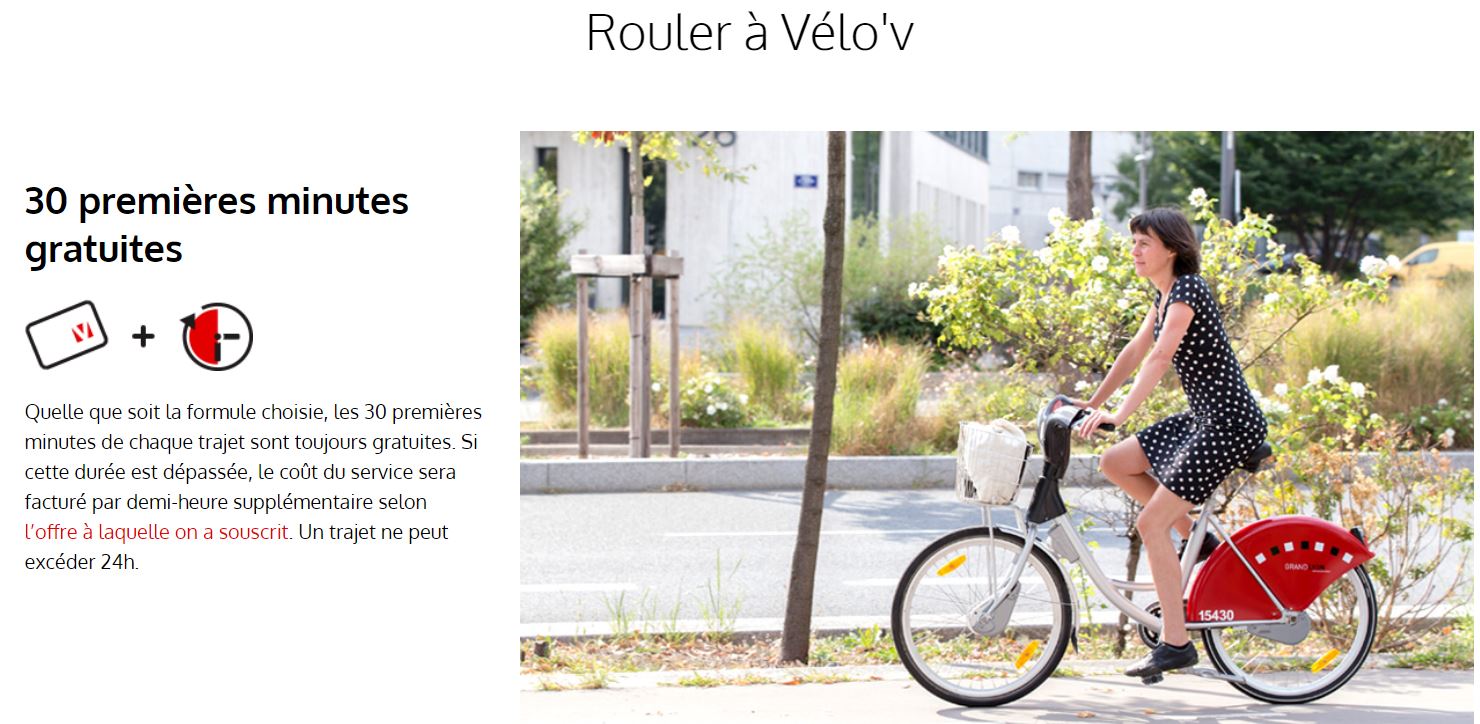 Rouler à Vélo'v
30 premières minutes
gratuites
Quelle que soit la formule choisie, les 30 premières
minutes de chaque trajet sont toujours gratuites. Si
cette durée est dépassée, le coût du service sera
facturé par demi-heure supplémentaire selon
l’offre à laquelle on a souscrit. Un trajet ne peut
excéder 24h.
GRAND
15430